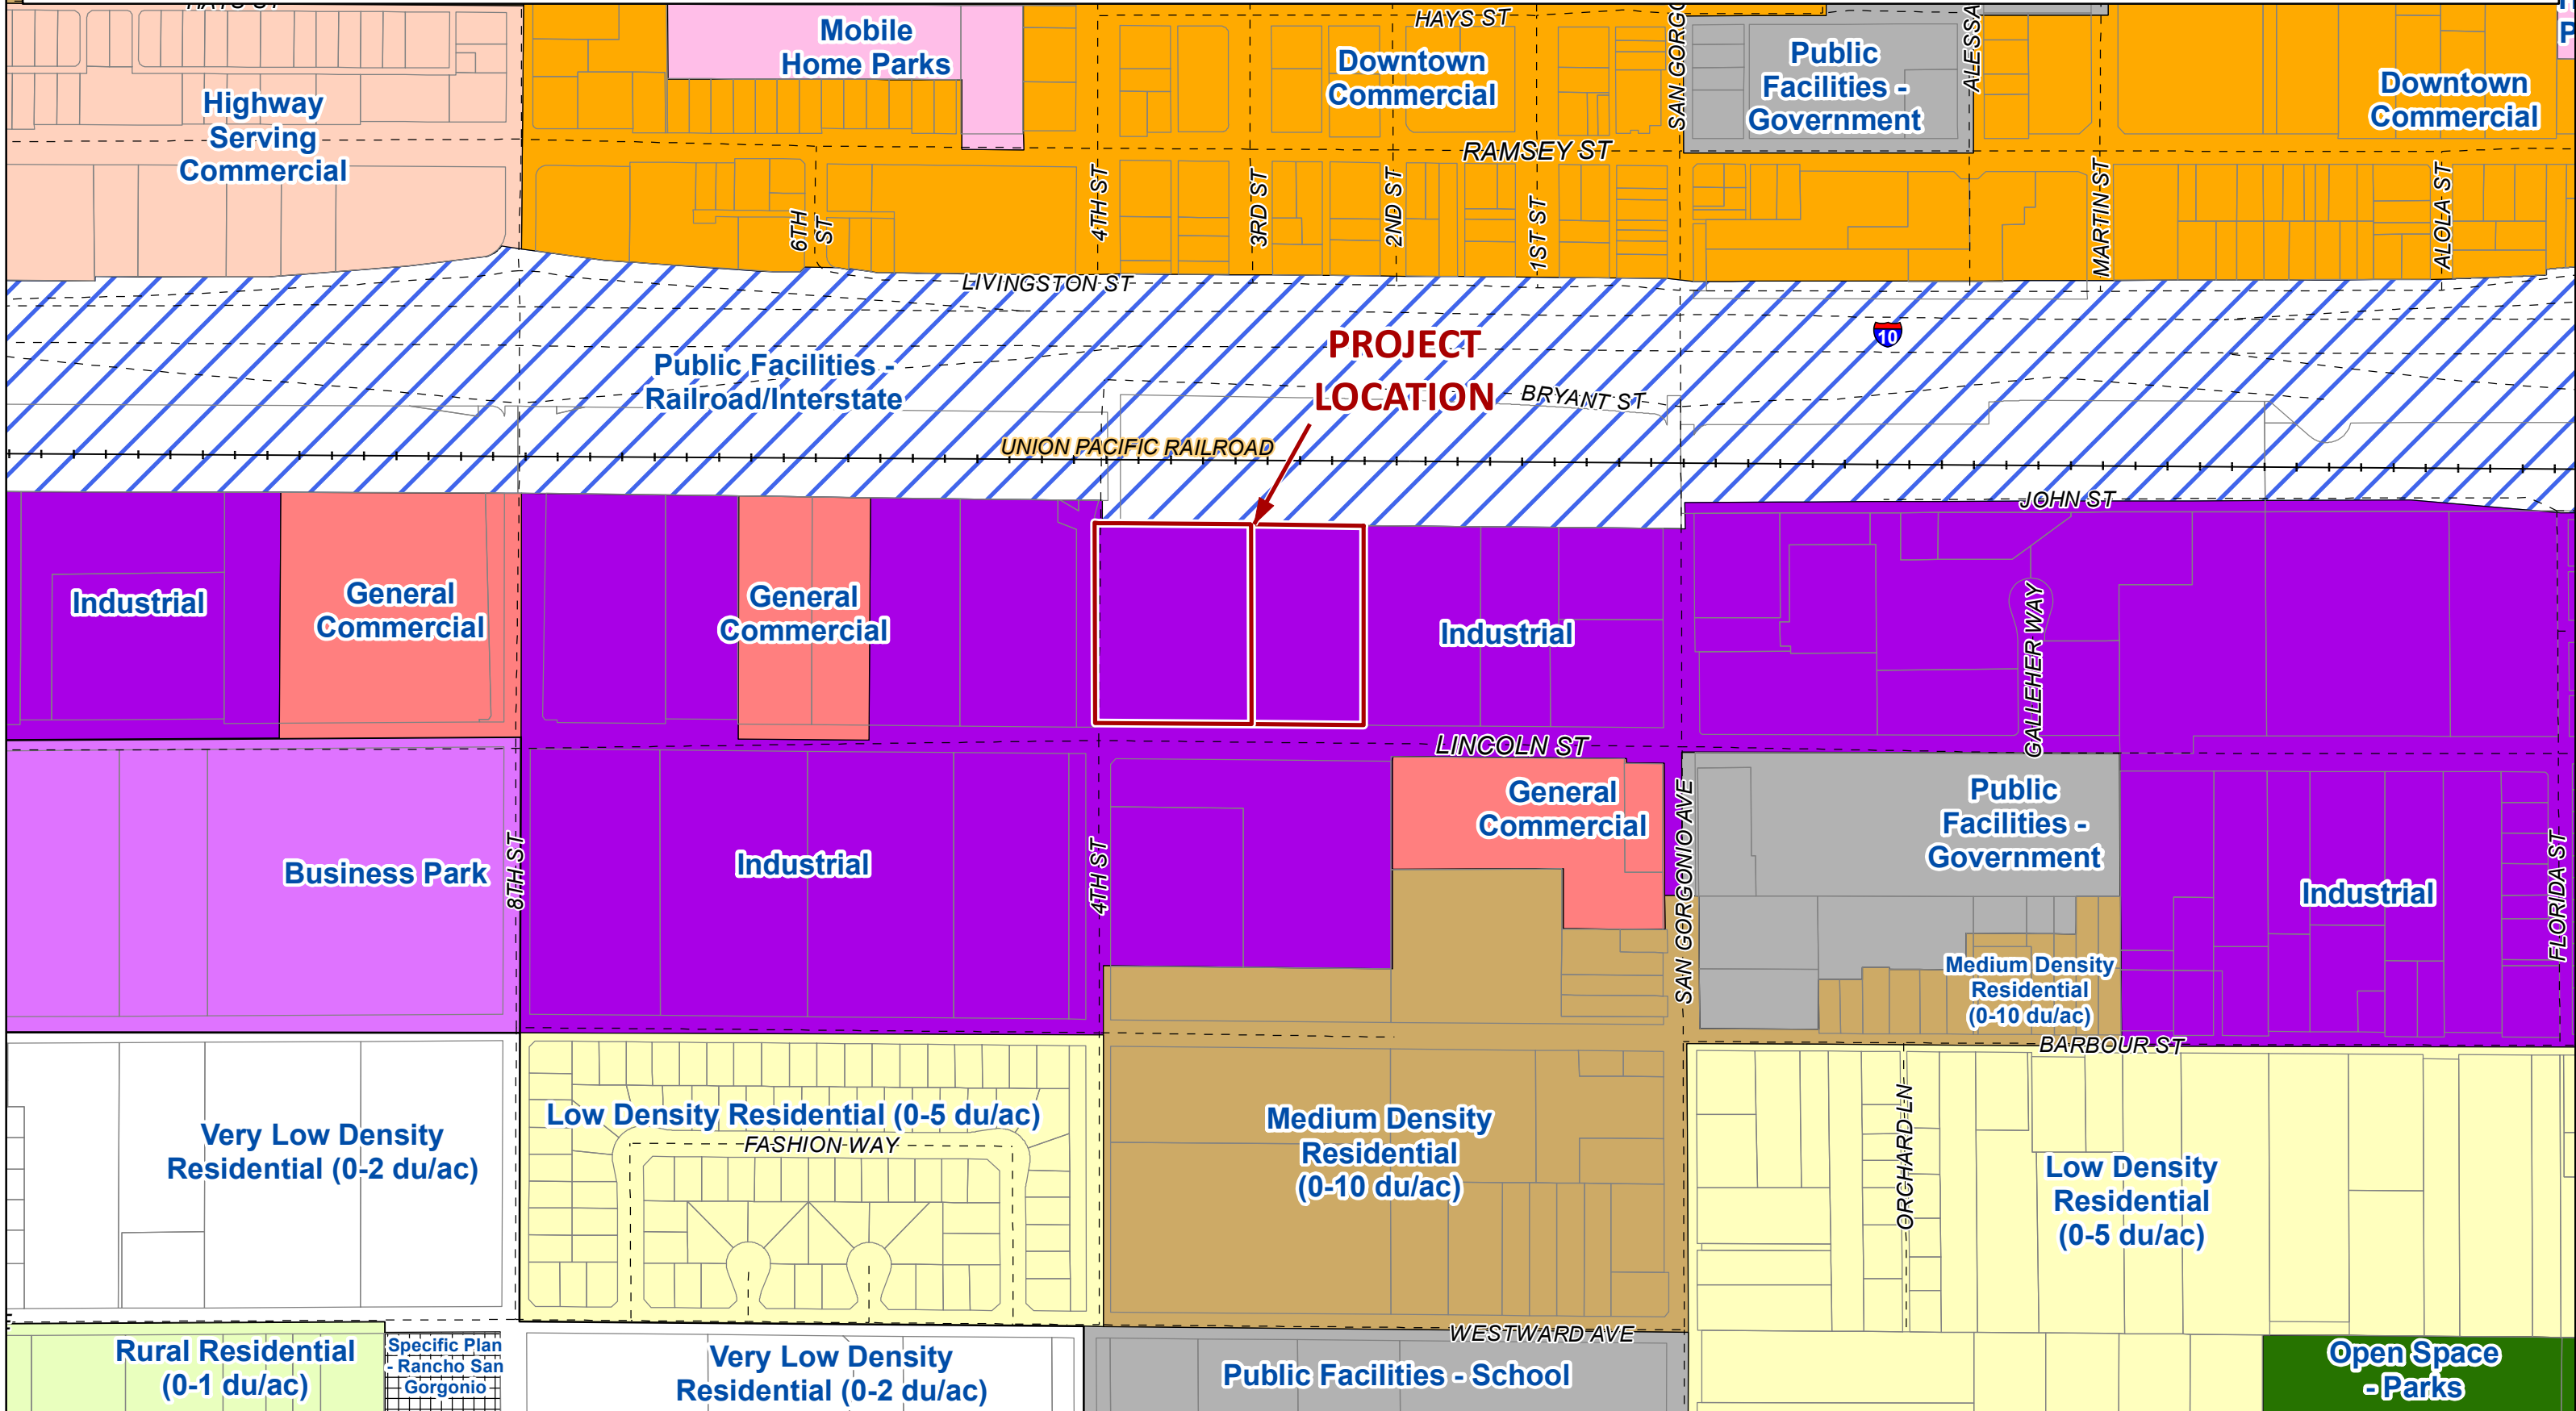 HAYS ST
Mobile
Home Parks
HAYS ST
Downtown
Commercial
SAN GORGO
Public
Facilities -
Government
ALESSA
Downtown
Commercial
P
Highway
Serving
Commercial
RAMSEY ST
6TH
ST
4TH ST
3RD ST
2ND ST
1ST ST
MARTIN ST
ALOLA ST
LIVINGSTON ST
PROJECT
LOCATION
10
Public Facilities -
Railroad/Interstate
BRYANT ST
UNION PACIFIC RAILROAD
JOHN ST
Industrial
General
Commercial
General
Commercial
Industrial
GALLEHER WAY
LINCOLN ST
General
Commercial
SAN GORGONIO AVE
Public
Facilities -
Government
Business Park
8TH ST
Industrial
4TH ST
Industrial
FLORIDA ST
Medium Density
Residential
(0-10 du/ac)
BARBOUR ST
Very Low Density
Residential (0-2 du/ac)
Low Density Residential (0-5 du/ac)
FASHION WAY
Medium Density
Residential
(0-10 du/ac)
ORCHARD LN
Low Density
Residential
(0-5 du/ac)
WESTWARD AVE
Rural Residential
(0-1 du/ac)
Specific Plan
- Rancho San
Gorgonio
Very Low Density
Residential (0-2 du/ac)
Public Facilities - School
Open Space
- Parks